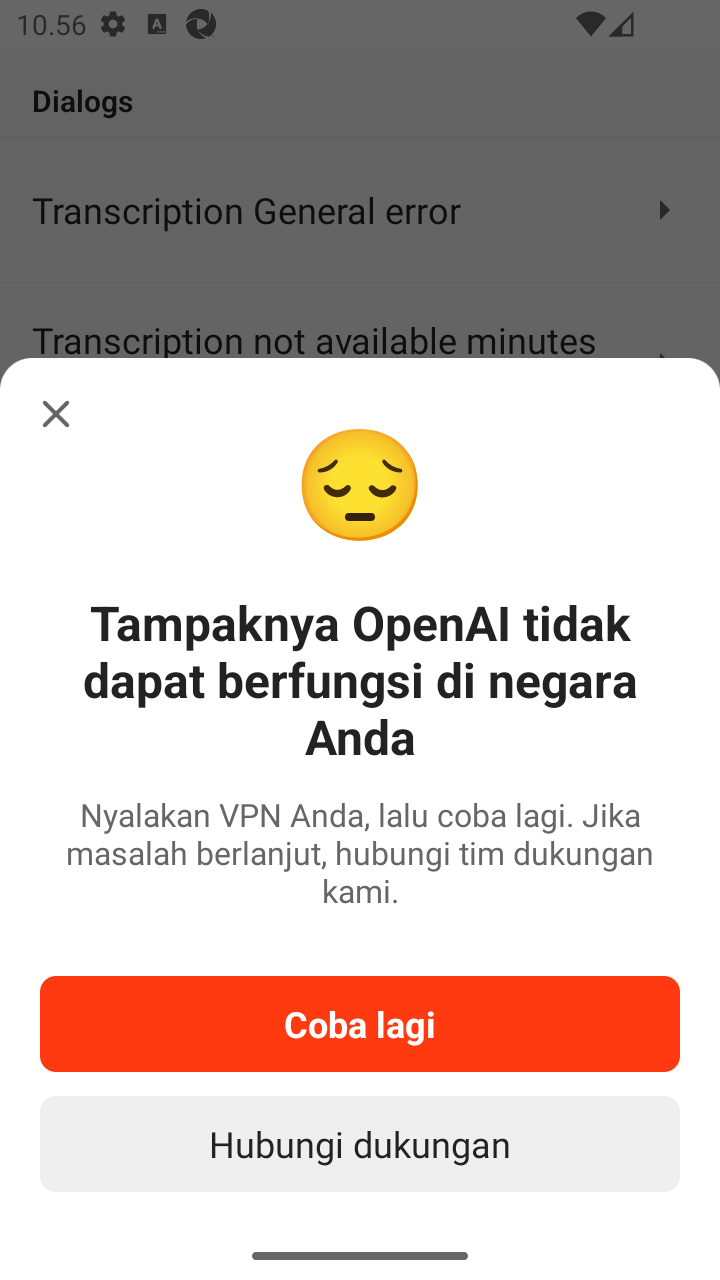 10.56
Dialogs
Transcription General error
Transcription not available minutes
Tampaknya OpenAI tidak
dapat berfungsi di negara
Anda
Nyalakan VPN Anda, lalu coba lagi. Jika
masalah berlanjut, hubungi tim dukungan
kami.
Coba lagi
Hubungi dukungan